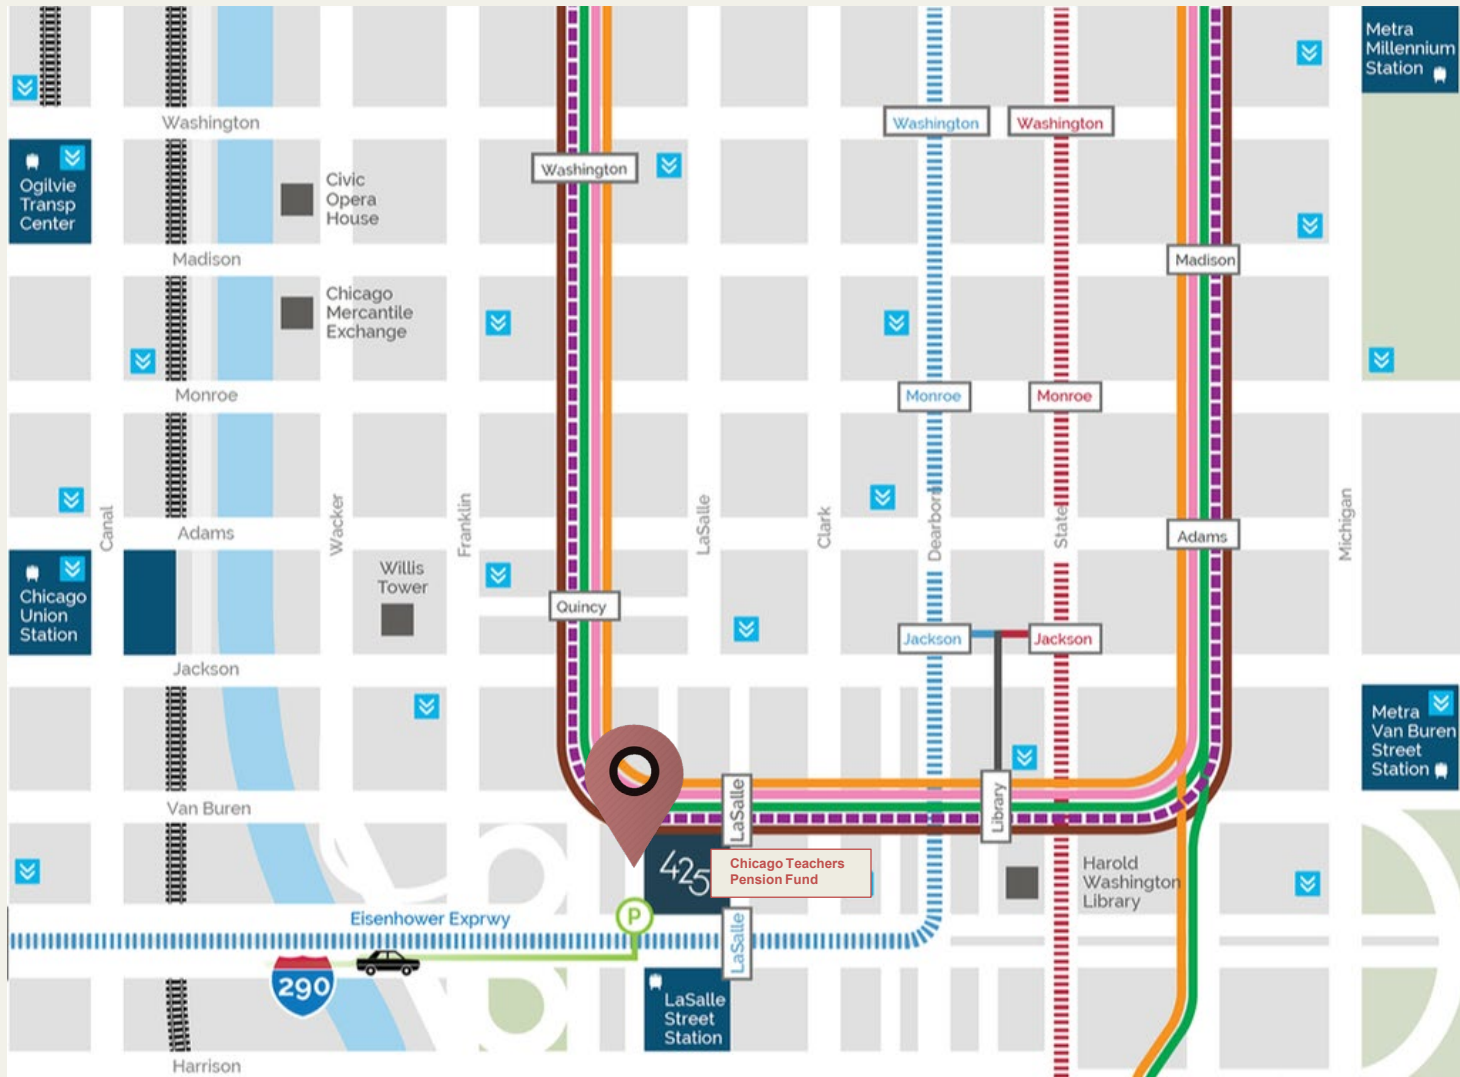 Metra
Millennium
Station
Washington
Washington
Washington
Washington
Ogilvie
Transp
Center
Civic
Opera
House
Madison
Madison
Chicago
Mercantile
Exchange
Monroe
Monroe
Monroe
Canal
Adams
Wacker
Franklin
LaSalle
Clark
Dearborn
State
Adams
Michigan
Chicago
Union
Station
Willis
Tower
Quincy
Jackson
Jackson
Jackson
Metra
Van Buren
Street
Station
Van Buren
LaSalle
Library
425
Chicago Teachers
Pension Fund
Harold
Washington
Library
Eisenhower Exprwy
P
LaSalle
290
LaSalle
Street
Station
Harrison